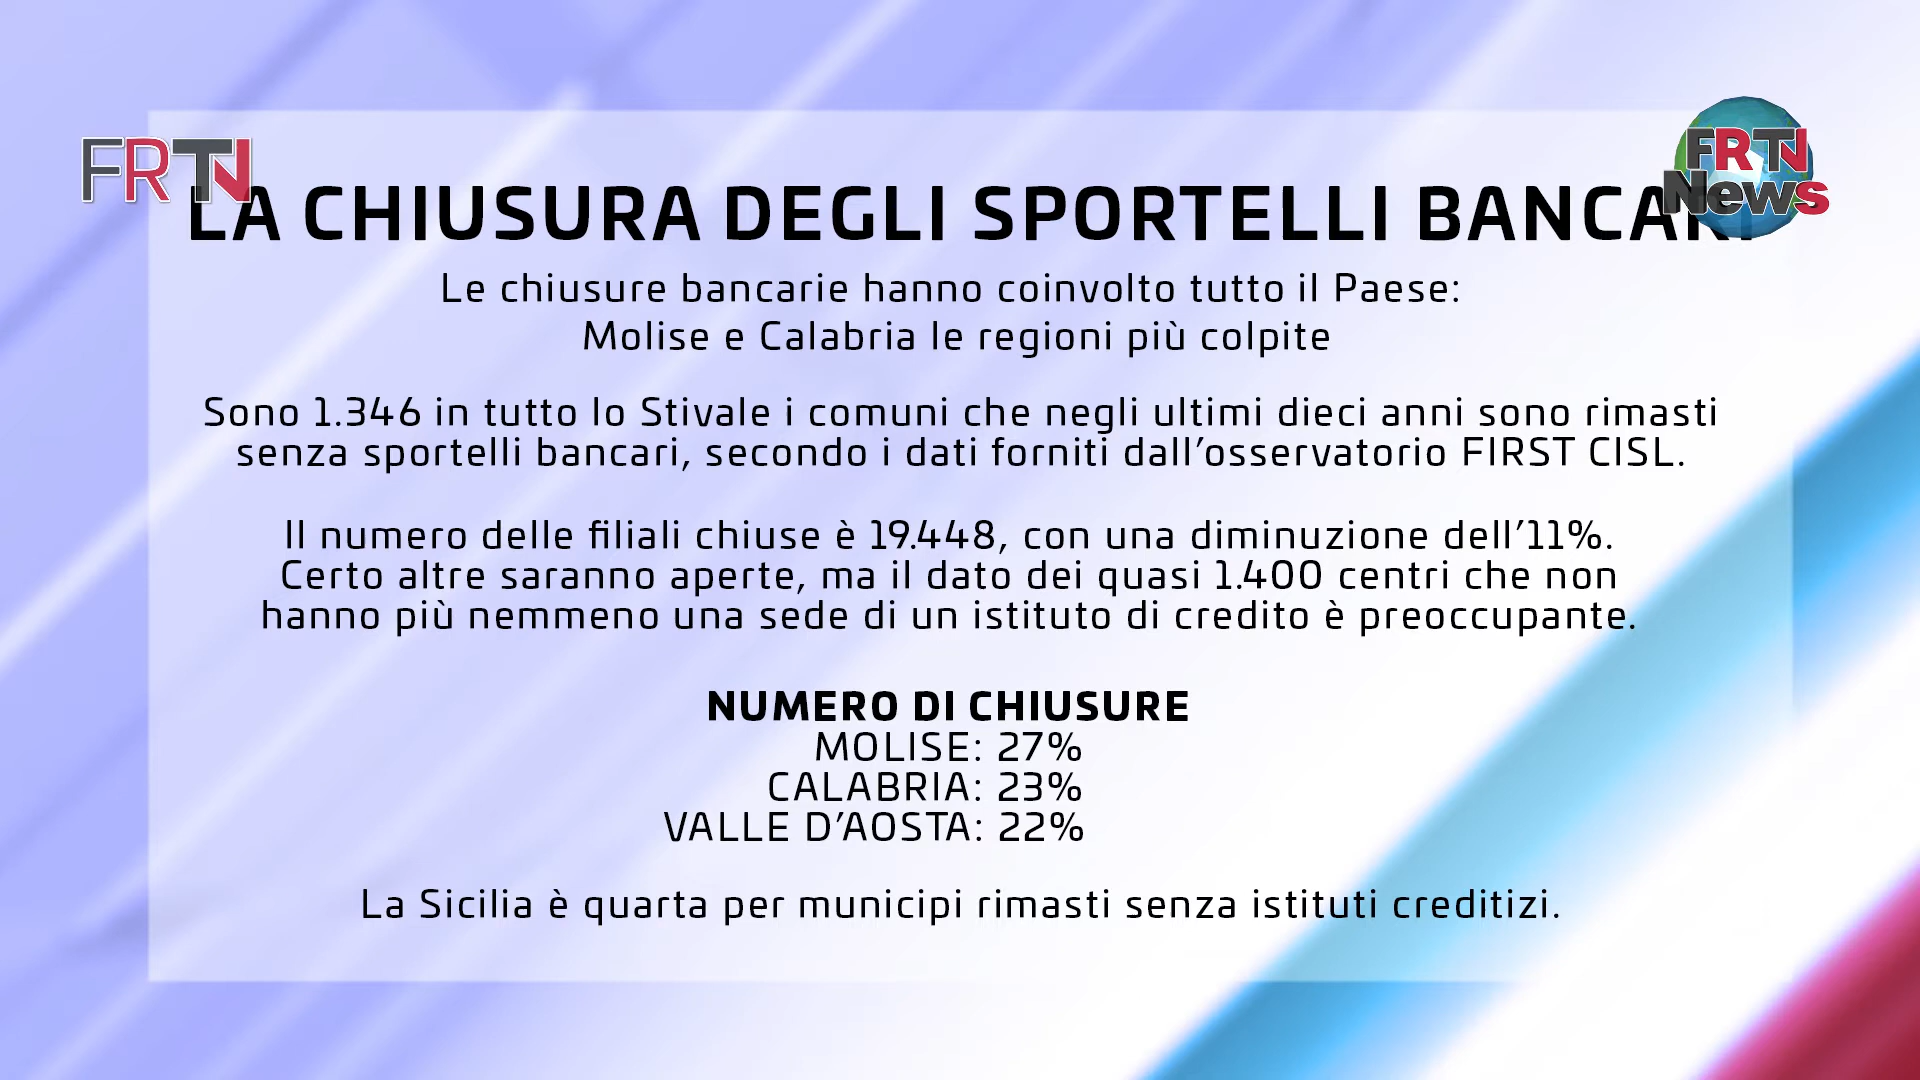 FRTN
FRTN
News
LA CHIUSURA DEGLI SPORTELLI BANCARI
Le chiusure bancarie hanno coinvolto tutto il Paese:
Molise e Calabria le regioni più colpite
Sono 1.346 in tutto lo Stivale i comuni che negli ultimi dieci anni sono rimasti
senza sportelli bancari, secondo i dati forniti dall’osservatorio FIRST CISL.
Il numero delle filiali chiuse è 19.448, con una diminuzione dell’11%.
Certo altre saranno aperte, ma il dato dei quasi 1.400 centri che non
hanno più nemmeno una sede di un istituto di credito è preoccupante.
NUMERO DI CHIUSURE
MOLISE: 27%
CALABRIA: 23%
VALLE D’AOSTA: 22%
La Sicilia è quarta per municipi rimasti senza istituti creditizi.